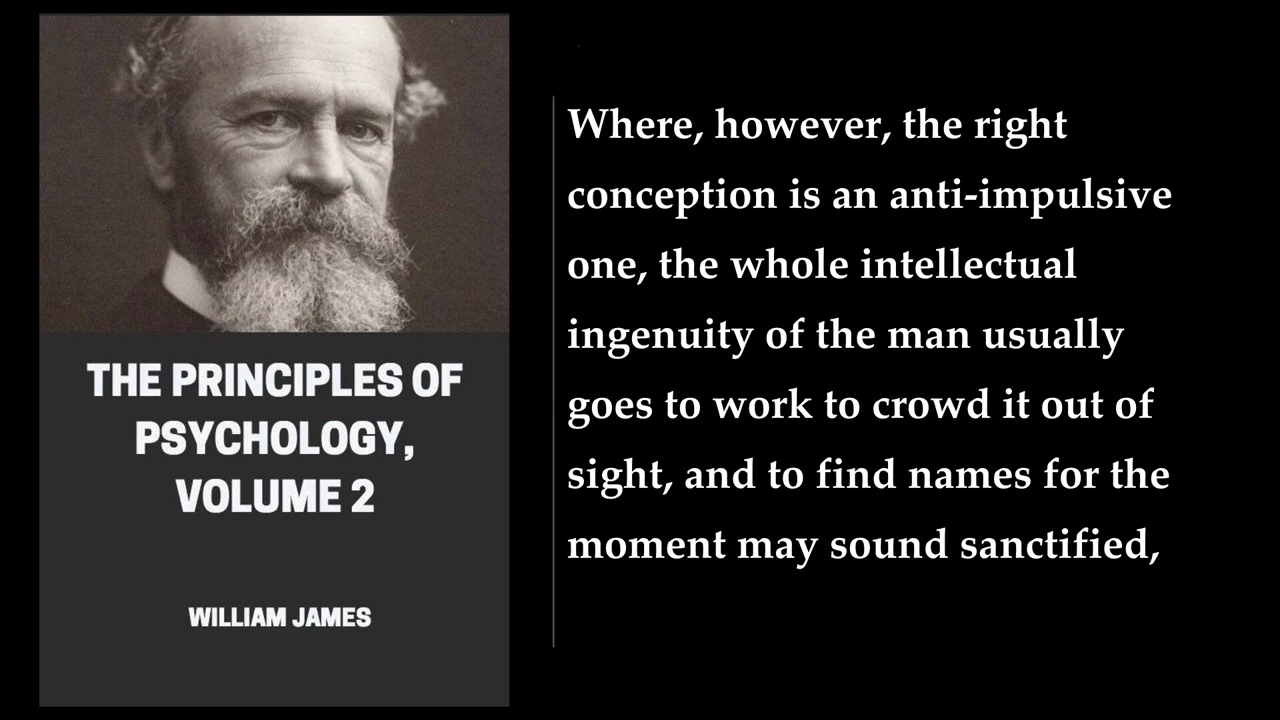 THE PRINCIPLES OF
PSYCHOLOGY,
VOLUME 2
WILLIAM JAMES
Where, however, the right
conception is an anti-impulsive
one, the whole intellectual
ingenuity of the man usually
goes to work to crowd it out of
sight, and to find names for the
moment may sound sanctified,